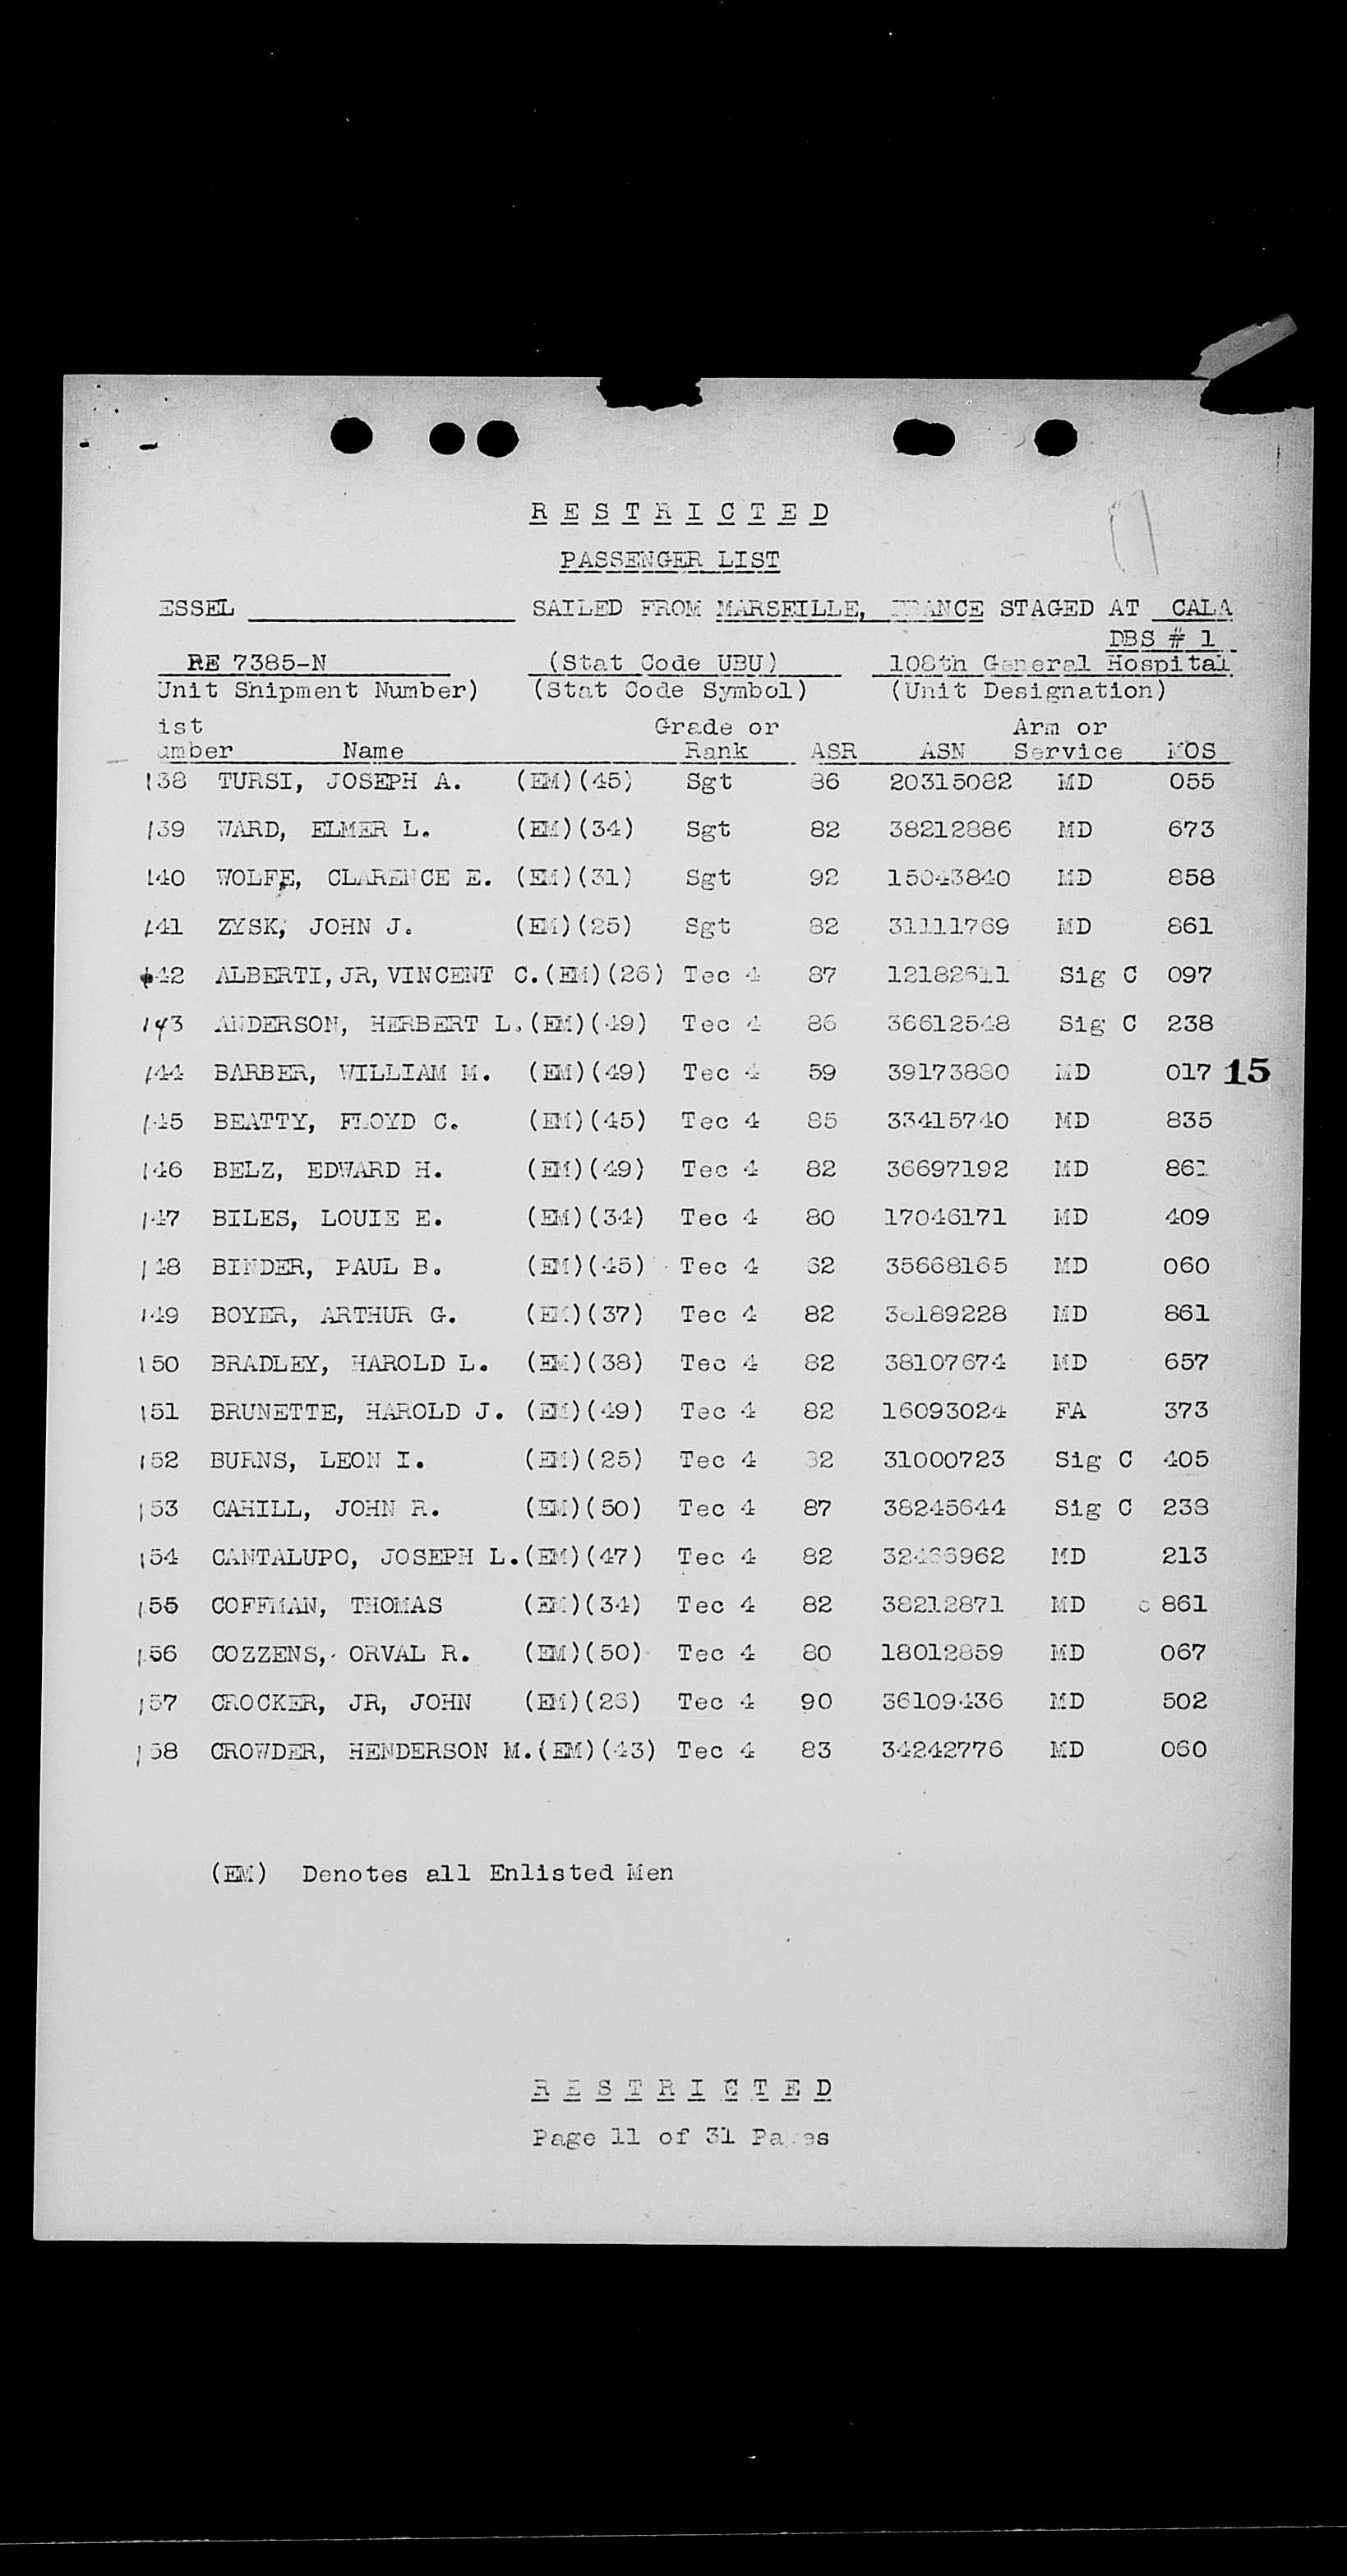 R E S T R I C T E D
PASSENGER LIST
ESSEL SAILED FROM MARSEILLE, FRANCE STAGED AT CALA
DBS # 1
RE 7385-N (Stat Code UBU) 108th General Hospital
Unit Shipment Number) (Stat Code Symbol) (Unit Designation)
ist Grade or Arm or
umber Name Rank ASR ASN Service MOS
138 TURSI, JOSEPH A. (EM)(45) Sgt 86 20315082 MD 055
139 WARD, ELMER L. (EM)(34) Sgt 82 38212886 MD 673
140 WOLFE, CLARENCE E. (EM)(31) Sgt 92 15043840 MD 858
141 ZYSK, JOHN J. (EM)(25) Sgt 82 31111769 MD 861
142 ALBERTI, JR, VINCENT C. (EM)(26) Tec 4 87 12182611 Sig C 097
143 ANDERSON, HERBERT L. (EM)(49) Tec 4 86 36612548 Sig C 238
144 BARBER, WILLIAM M. (EM)(49) Tec 4 59 39173880 MD 017 15
145 BEATTY, FLOYD C. (EM)(45) Tec 4 85 33415740 MD 835
146 BELZ, EDWARD H. (EM)(49) Tec 4 82 36697192 MD 861
147 BILES, LOUIE E. (EM)(34) Tec 4 80 17046171 MD 409
148 BINDER, PAUL B. (EM)(45) Tec 4 62 35668165 MD 060
149 BOYER, ARTHUR G. (EM)(37) Tec 4 82 MD 861
150 BRADLEY, HAROLD L. (EM)(38) Tec 4 82 38107674 MD 657
151 BRUNETTE, HAROLD J. (EM)(49) Tec 4 82 16093024 FA 373
152 BURNS, LEON I. (EM)(25) Tec 4 82 31000723 Sig C 405
153 CAHILL, JOHN R. (EM)(50) Tec 4 87 38245644 Sig C 238
154 CANTALUPO, JOSEPH L. (EM)(47) Tec 4 82 MD 213
155 COFFMAN, THOMAS (EM)(34) Tec 4 82 38212871 MD 861
156 COZZENS, ORVAL R. (EM)(50) Tec 4 80 18012859 MD 067
157 CROCKER, JR, JOHN (EM)(26) Tec 4 90 36109436 MD 502
158 CROWDER, HENDERSON M. (EM)(43) Tec 4 83 34242776 MD 060
(EM) Denotes all Enlisted Men
R E S T R I C T E D
Page 11 of 31 Pages